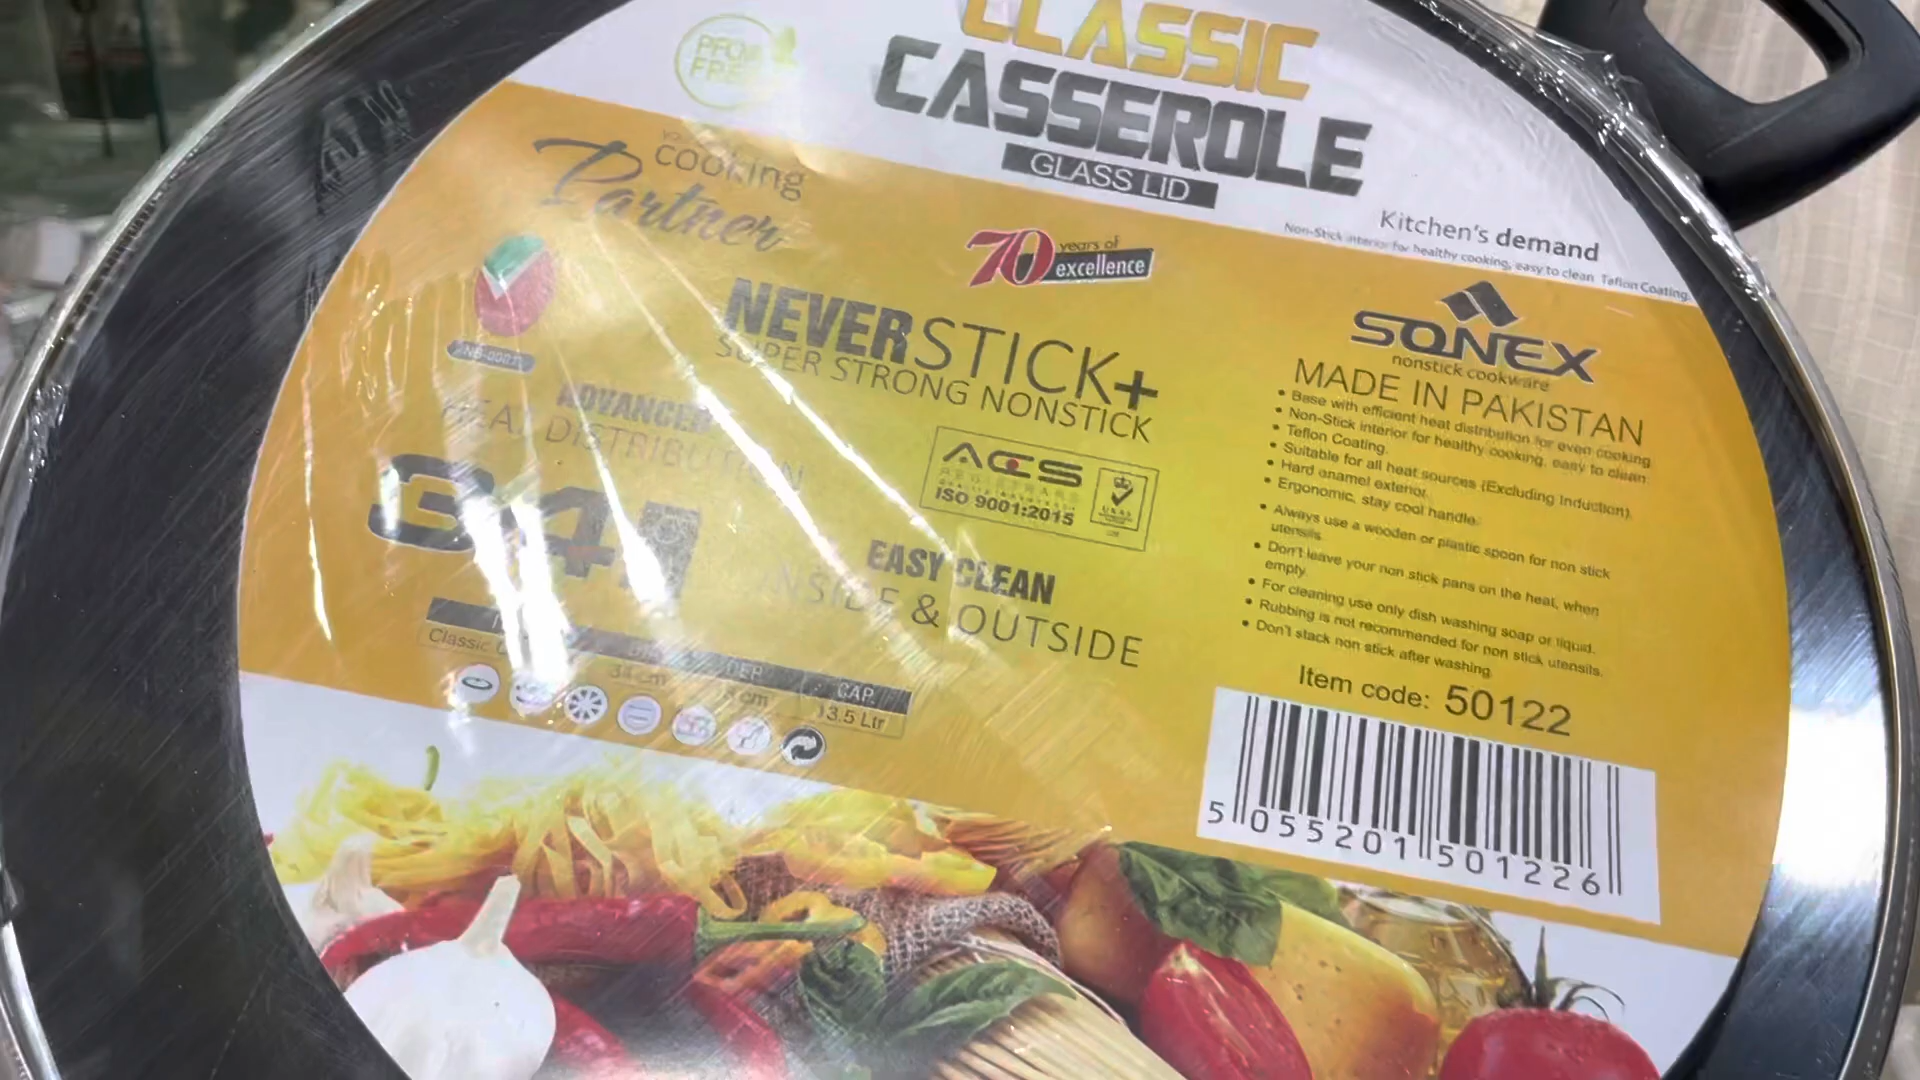 PFOA
FREE
CLASSIC
CASSEROLE
GLASS LID
cooking
Partner
Kitchen's demand
Non-Stick interior for healthy cooking, easy to clean Teflon Coating.
70 years of
excellence
NEVERSTICK+
SUPER STRONG NONSTICK
SONEX
nonstick cookware
MADE IN PAKISTAN
• Base with efficient heat distribution for even cooking
• Non-Stick interior for healthy cooking, easy to clean
• Teflon Coating.
• Suitable for all heat sources (Excluding Induction).
• Hard enamel exterior
• Ergonomic, stay cool handle.
• Always use a wooden or plastic spoon for non stick
utensils.
• Don't leave your non stick pans on the heat, when
empty.
• For cleaning use only dish washing soap or liquid.
• Rubbing is not recommended for non stick utensils.
• Don't stack non stick after washing.
ADVANCED
HEAT DISTRIBUTION
34
ACS
REGISTRARS
ISO 9001:2015
UKAS
EASY CLEAN
INSIDE & OUTSIDE
DEP CAP.
Classic 34 cm cm 13.5 Ltr
Item code: 50122
5 055201 501226